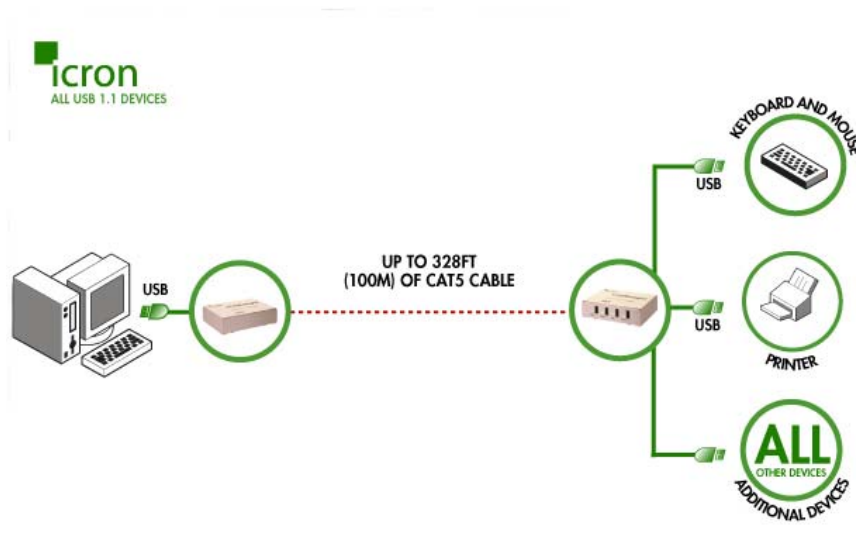 icron
ALL USB 1.1 DEVICES
KEYBOARD AND MOUSE
USB
UP TO 328FT
(100M) OF CAT5 CABLE
USB
USB
PRINTER
ALL
OTHER DEVICES
ADDITIONAL DEVICES